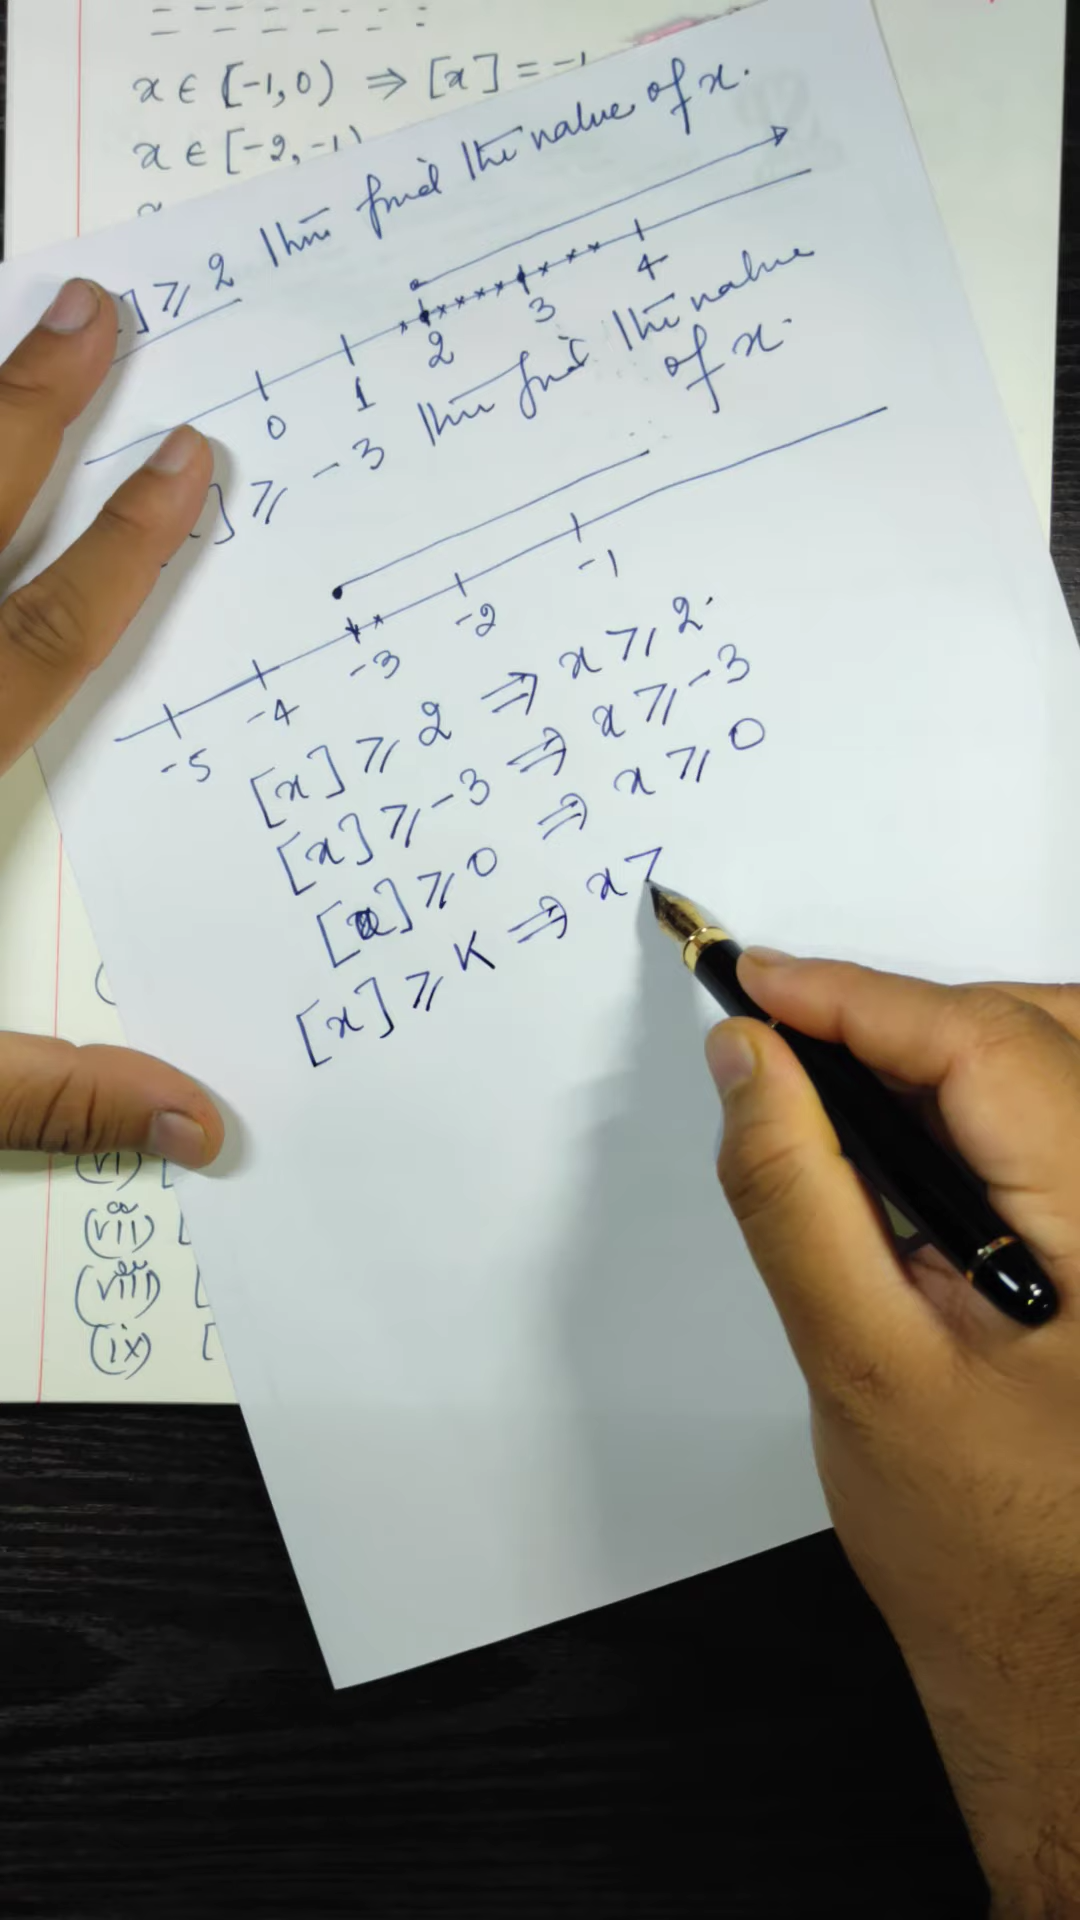 x ∈ [-1,0) ⇒ [x] = -1
x ∈ [-2,-1)
] ⩾ 2 then find the value of x.
0 1 2 3 4
] ⩾ -3 then find the value
of x.
-5 -4 -3 -2 -1
[x] ⩾ 2 ⇒ x ⩾ 2.
[x] ⩾ -3 ⇒ x ⩾ -3
[x] ⩾ 0 ⇒ x ⩾ 0
[x] ⩾ K ⇒ x >
(vi) [
(vii) [
(viii) [
(ix) [